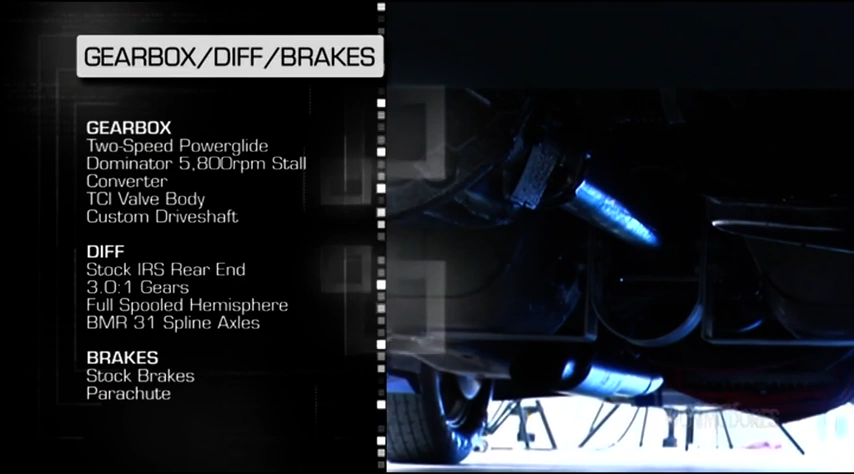 GEARBOX/DIFF/BRAKES
GEARBOX
Two-Speed Powerglide
Dominator 5,800rpm Stall
Converter
TCI Valve Body
Custom Driveshaft
DIFF
Stock IRS Rear End
3.0:1 Gears
Full Spooled Hemisphere
BMR 31 Spline Axles
BRAKES
Stock Brakes
Parachute